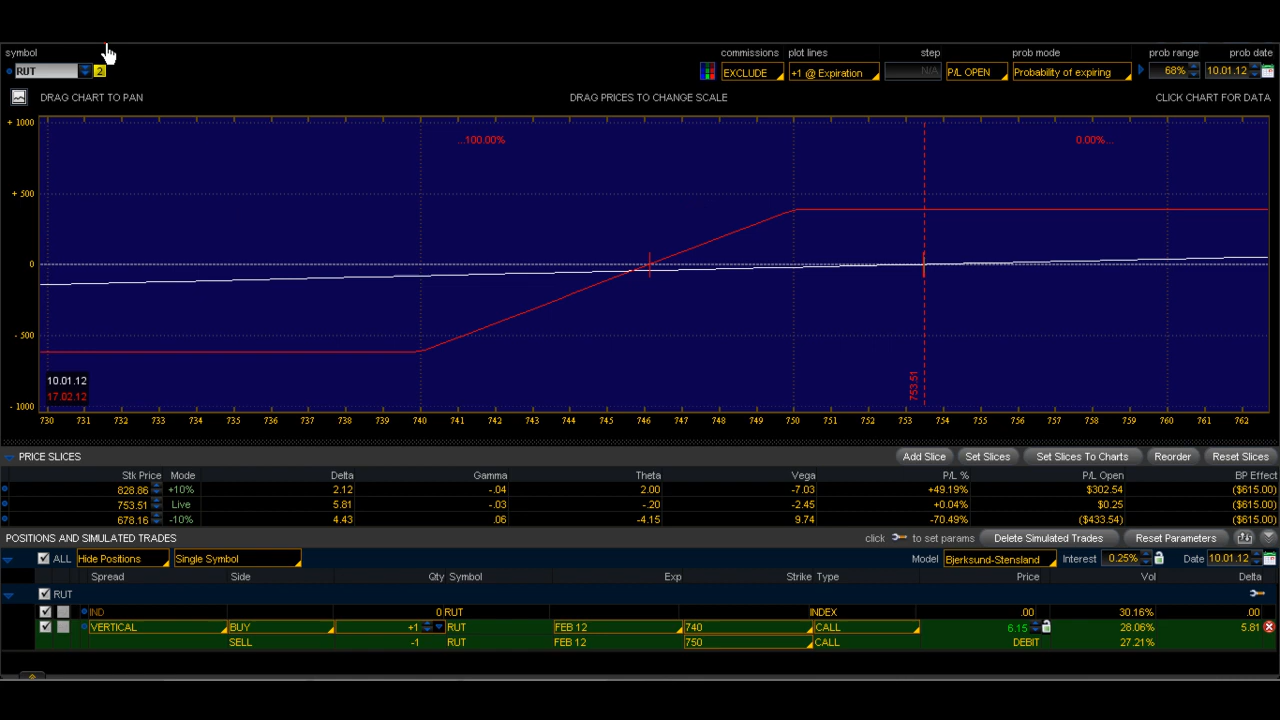 symbol commissions plot lines step prob mode prob range prob date
RUT 2 EXCLUDE +1 @ Expiration N/A P/L OPEN Probability of expiring 68% 10.01.12
DRAG CHART TO PAN DRAG PRICES TO CHANGE SCALE CLICK CHART FOR DATA
+ 1000
...100.00% 0.00%...
+ 500
0
- 500
10.01.12
17.02.12
753.51
- 1000
730 731 732 733 734 735 736 737 738 739 740 741 742 743 744 745 746 747 748 749 750 751 752 753 754 755 756 757 758 759 760 761 762
PRICE SLICES Add Slice Set Slices Set Slices To Charts Reorder Reset Slices
Stk Price Mode Delta Gamma Theta Vega P/L % P/L Open BP Effect
828.86 +10% 2.12 -.04 2.00 -7.03 +49.19% $302.54 ($615.00)
753.51 Live 5.81 -.03 -.20 -2.45 +0.04% $0.25 ($615.00)
678.16 -10% 4.43 .06 -4.15 9.74 -70.49% ($433.54) ($615.00)
POSITIONS AND SIMULATED TRADES click to set params Delete Simulated Trades Reset Parameters
ALL Hide Positions Single Symbol Model Bjerksund-Stensland Interest 0.25% Date 10.01.12
Spread Side Qty Symbol Exp Strike Type Price Vol Delta
RUT
IND 0 RUT INDEX .00 30.16% .00
VERTICAL BUY +1 RUT FEB 12 740 CALL 6.15 28.06% 5.81
SELL -1 RUT FEB 12 750 CALL DEBIT 27.21%